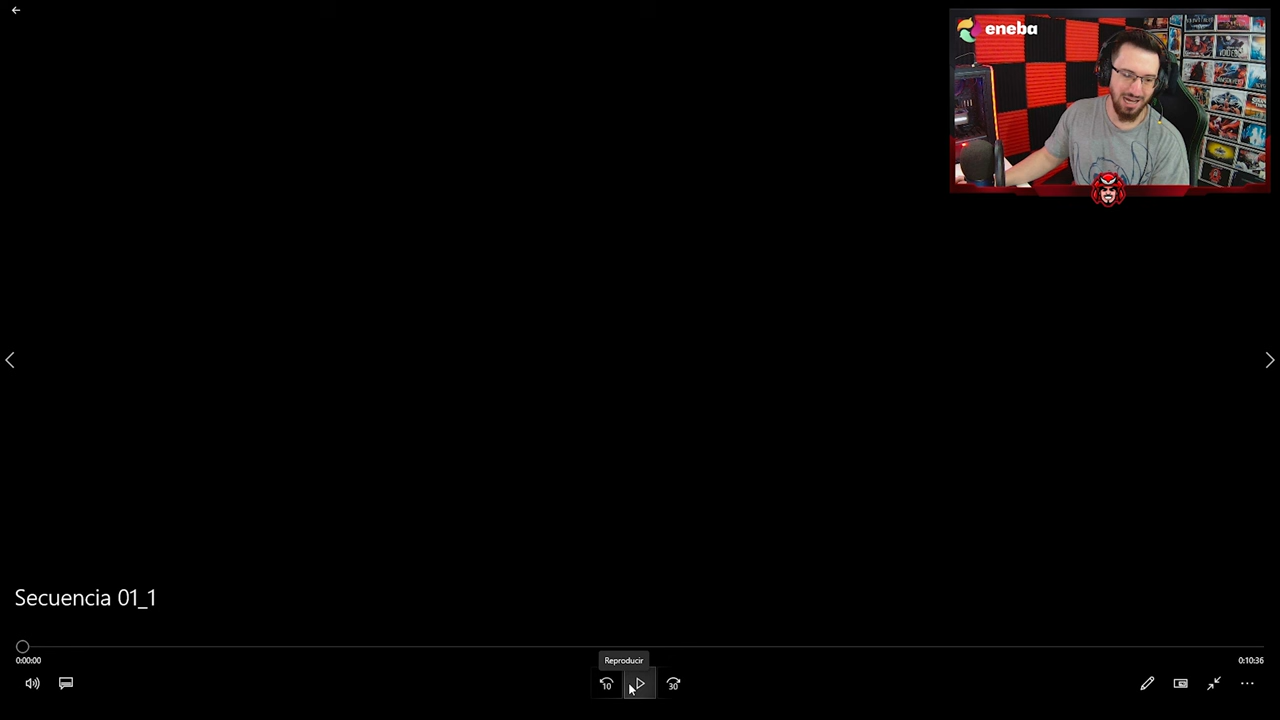 eneba
Secuencia 01_1
Reproducir
0:00:00
0:10:36
10
30